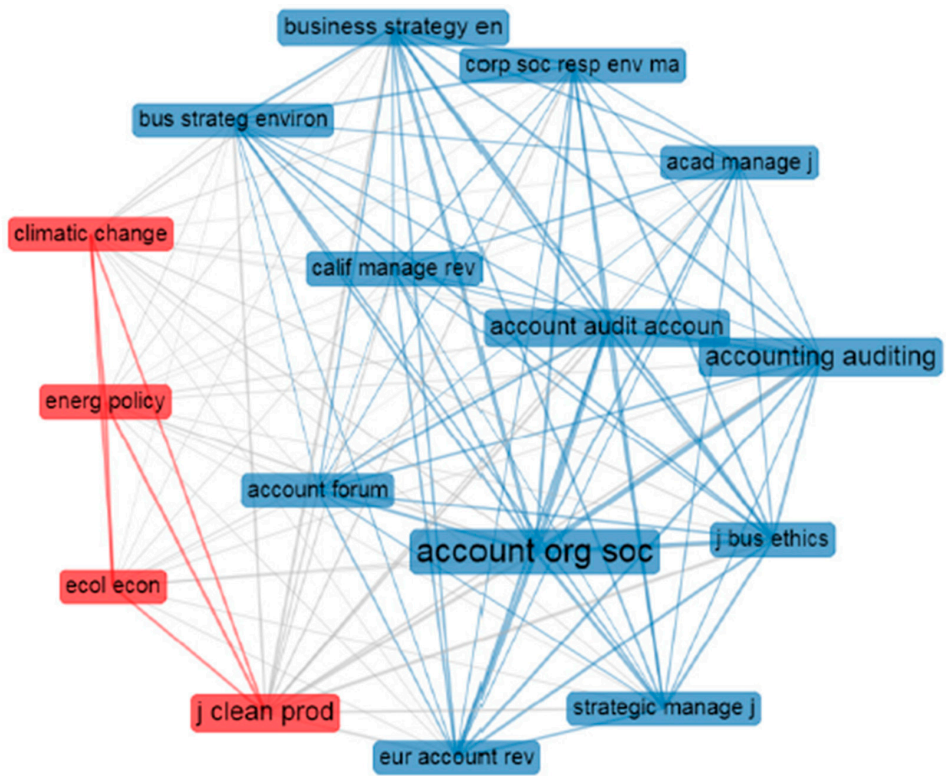 business strategy en
corp soc resp env ma
bus strateg environ
acad manage j
climatic change
calif manage rev
account audit accoun
accounting auditing
energ policy
account forum
account org soc
j bus ethics
ecol econ
j clean prod
strategic manage j
eur account rev